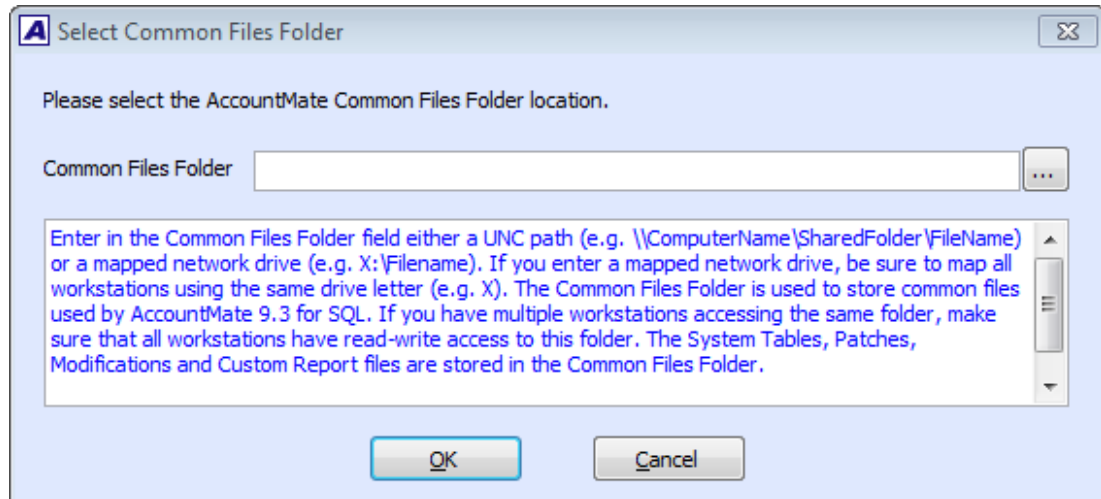 A Select Common Files Folder
Please select the AccountMate Common Files Folder location.
Common Files Folder ...
Enter in the Common Files Folder field either a UNC path (e.g. \\ComputerName\SharedFolder\FileName)
or a mapped network drive (e.g. X:\Filename). If you enter a mapped network drive, be sure to map all
workstations using the same drive letter (e.g. X). The Common Files Folder is used to store common files
used by AccountMate 9.3 for SQL. If you have multiple workstations accessing the same folder, make
sure that all workstations have read-write access to this folder. The System Tables, Patches,
Modifications and Custom Report files are stored in the Common Files Folder.
OK Cancel